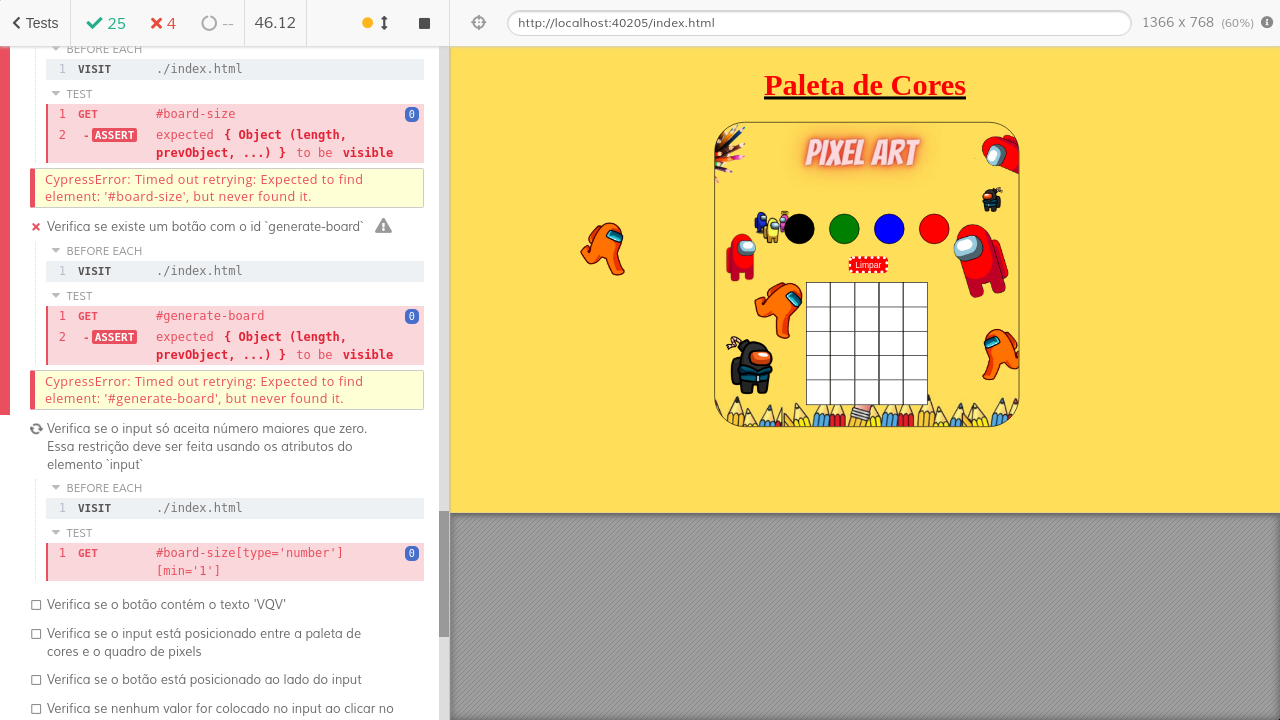 Tests
25
4
--
46.12
http://localhost:40205/index.html
1366 x 768 (60%)
BEFORE EACH
1 VISIT ./index.html
TEST
1 GET #board-size 0
2 -ASSERT expected { Object (length,
prevObject, ...) } to be visible
CypressError: Timed out retrying: Expected to find
element: '#board-size', but never found it.
Verifica se existe um botão com o id `generate-board`
BEFORE EACH
1 VISIT ./index.html
TEST
1 GET #generate-board 0
2 -ASSERT expected { Object (length,
prevObject, ...) } to be visible
CypressError: Timed out retrying: Expected to find
element: '#generate-board', but never found it.
Verifica se o input só aceita número maiores que zero.
Essa restrição deve ser feita usando os atributos do
elemento `input`
BEFORE EACH
1 VISIT ./index.html
TEST
1 GET #board-size[type='number'] 0
[min='1']
Verifica se o botão contém o texto 'VQV'
Verifica se o input está posicionado entre a paleta de
cores e o quadro de pixels
Verifica se o botão está posicionado ao lado do input
Verifica se nenhum valor for colocado no input ao clicar no
Paleta de Cores
PIXEL ART
Limpar